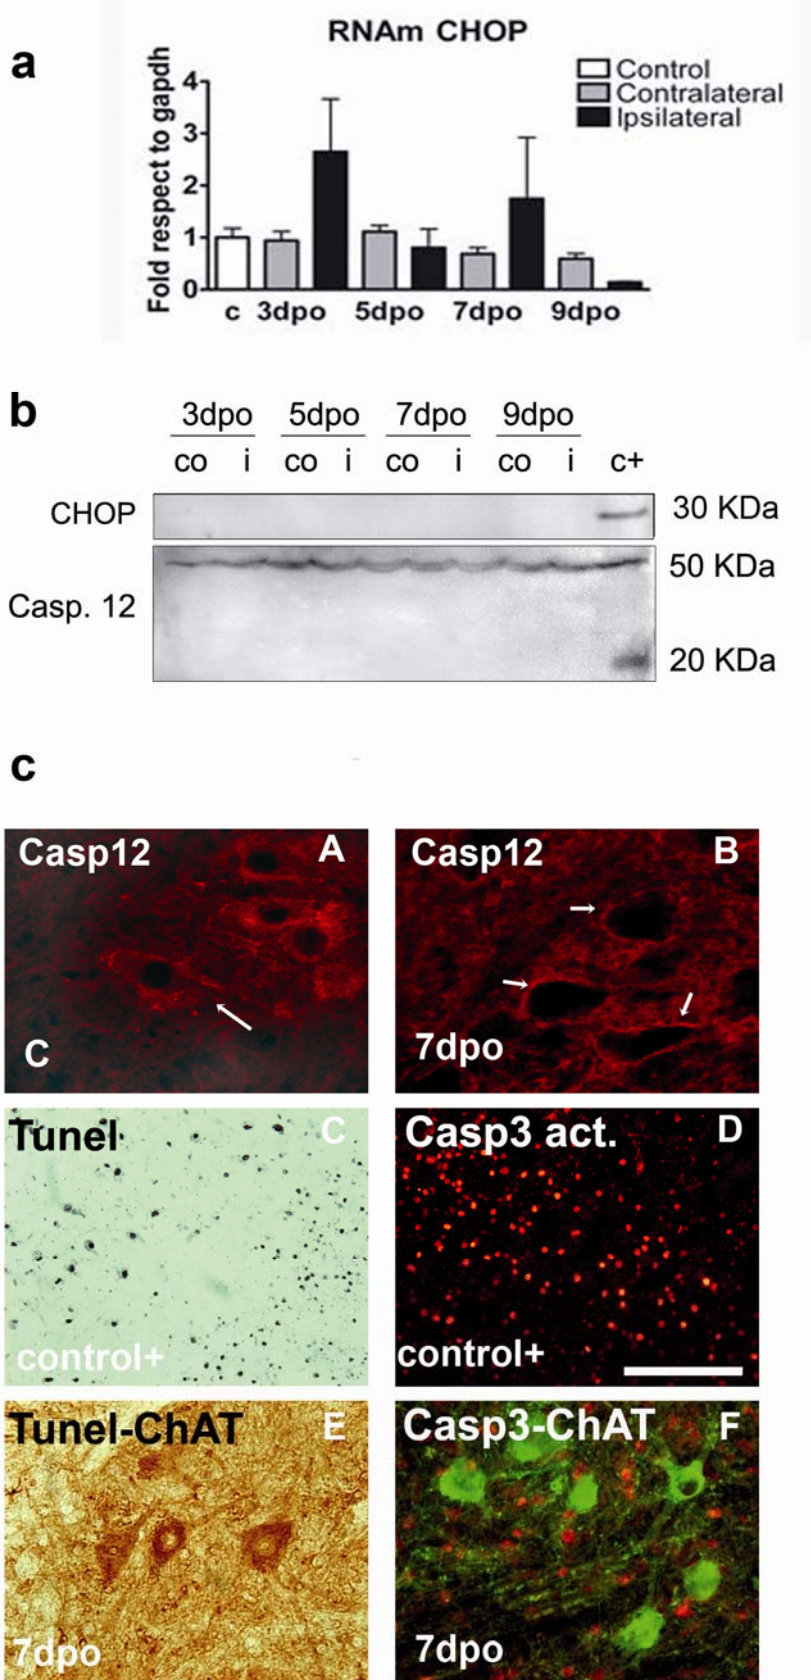 a
RNAm CHOP
Fold respect to gapdh
4
3
2
1
0
Control
Contralateral
Ipsilateral
c 3dpo 5dpo 7dpo 9dpo
b
3dpo 5dpo 7dpo 9dpo
co i co i co i co i c+
CHOP 30 KDa
50 KDa
Casp. 12
20 KDa
c
Casp12 A
C
Casp12 B
7dpo
Tunel C
control+
Casp3 act. D
control+
Tunel-ChAT E
7dpo
Casp3-ChAT F
7dpo